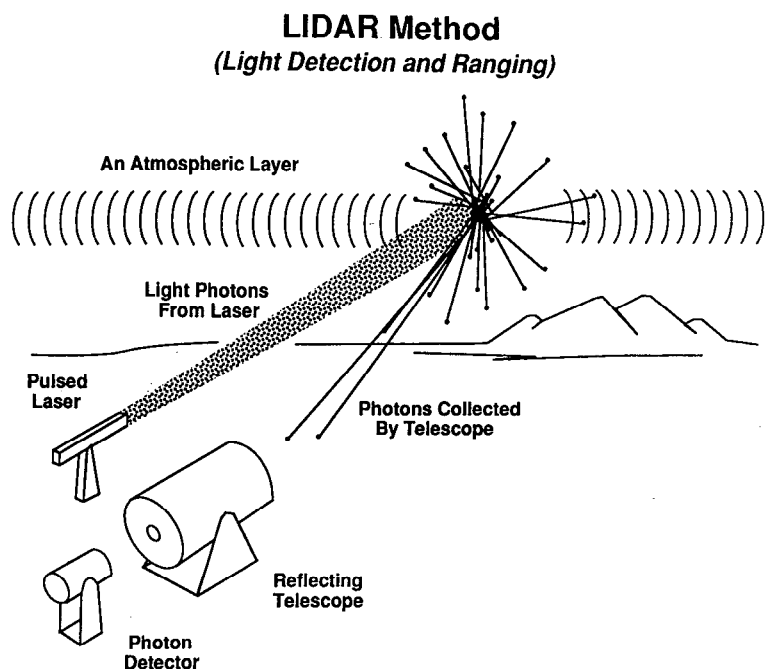 LIDAR Method
(Light Detection and Ranging)
An Atmospheric Layer
Light Photons
From Laser
Pulsed
Laser
Photons Collected
By Telescope
Reflecting
Telescope
Photon
Detector